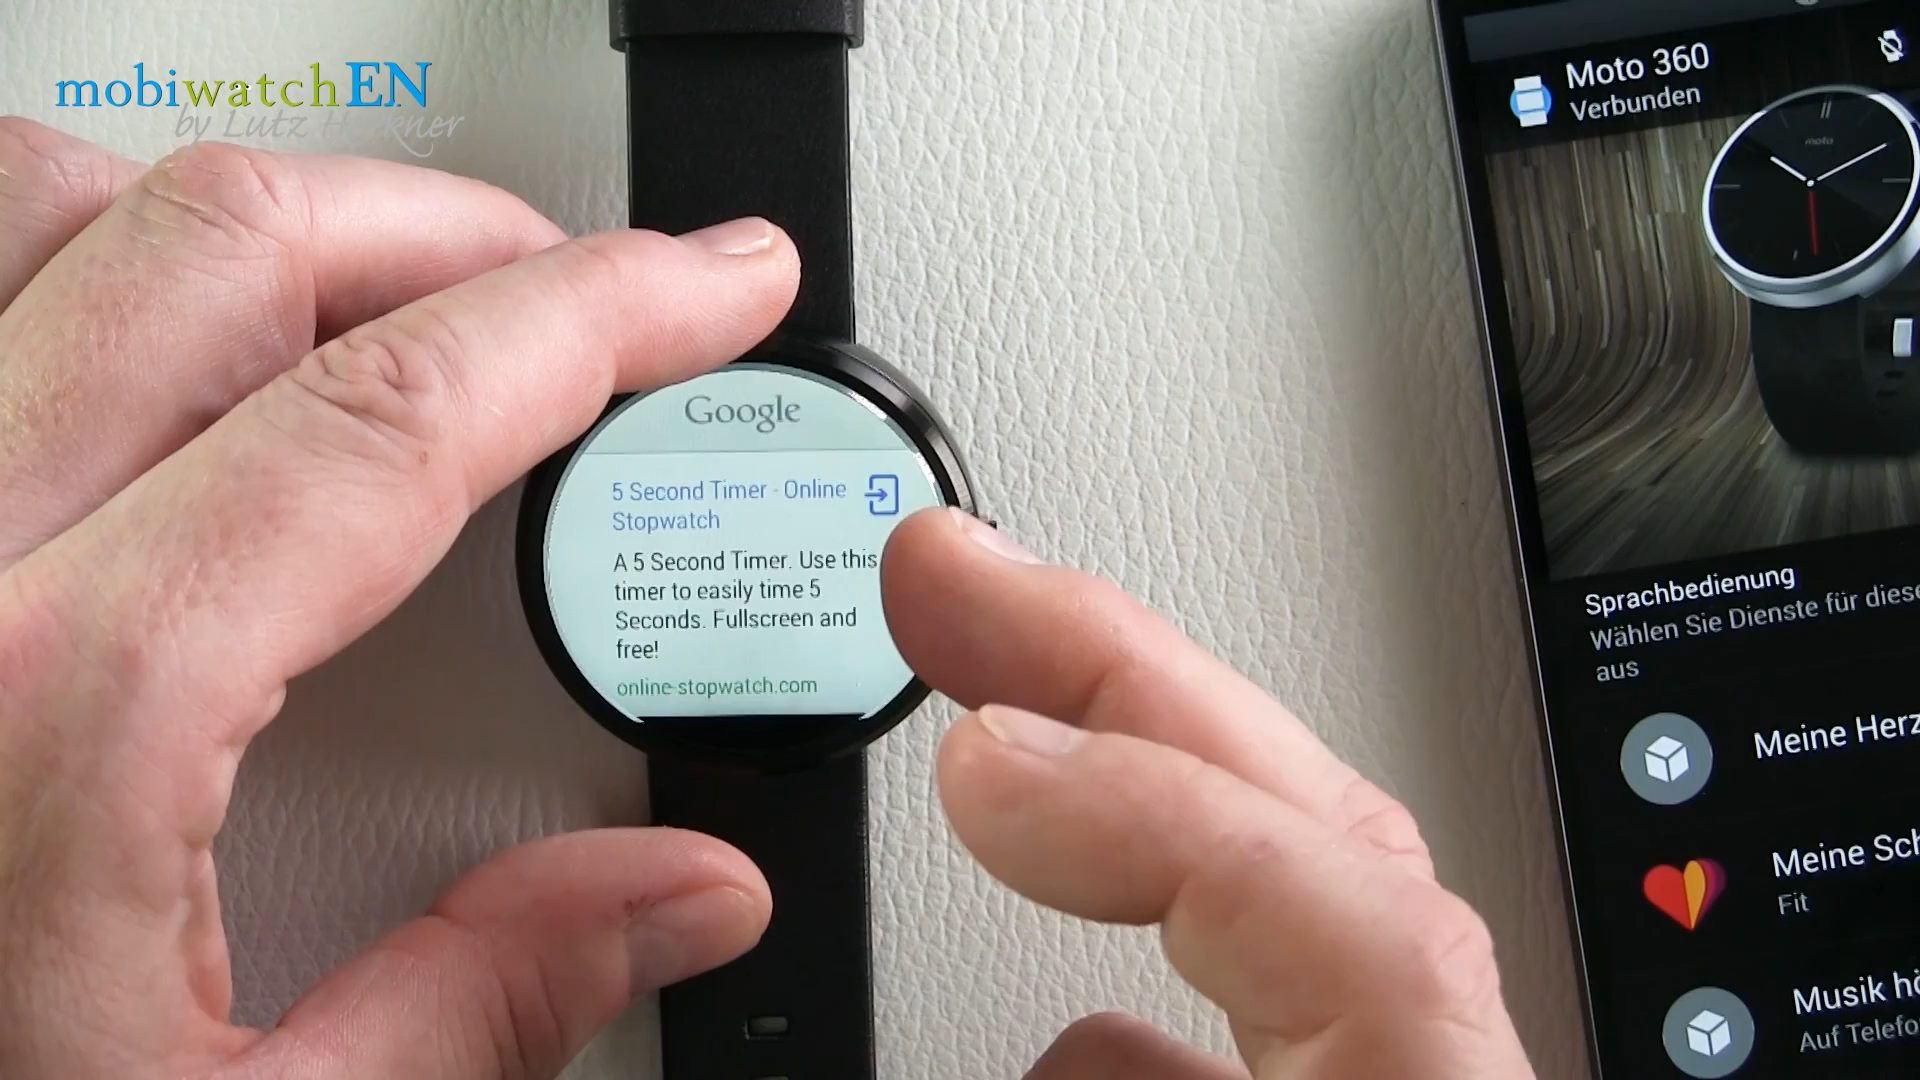 mobiwatchEN
by Lutz Herkner
Google
5 Second Timer - Online
Stopwatch
A 5 Second Timer. Use this
timer to easily time 5
Seconds. Fullscreen and
free!
online-stopwatch.com
Moto 360
Verbunden
moto
Sprachbedienung
Wählen Sie Dienste für diese
aus
Meine Herz
Meine Sch
Fit
Musik hö
Auf Telefo